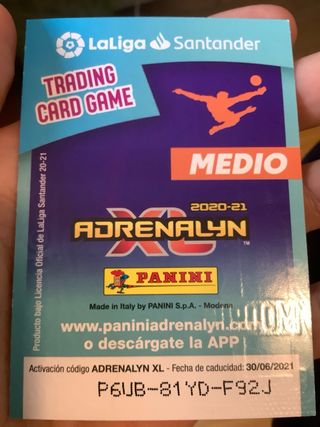 LaLiga Santander
TRADING
CARD GAME
MEDIO
2020-21
ADRENALYN
XL™
PANINI
Made in Italy by PANINI S.p.A. - Modena
www.paniniadrenalyn.com
o descárgate la APP
Activación código ADRENALYN XL - Fecha de caducidad: 30/06/2021
P6UB-81YD-F92J
Producto bajo Licencia Oficial de LaLiga Santander 20-21